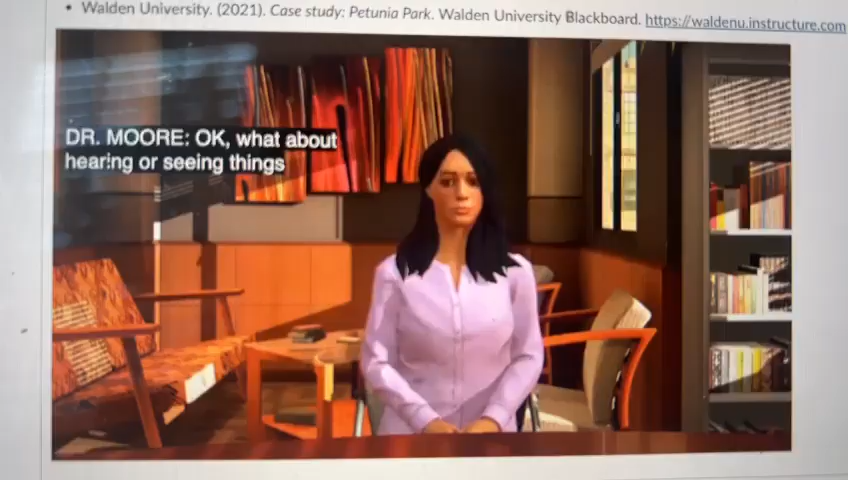 • Walden University. (2021). Case study: Petunia Park. Walden University Blackboard. https://waldenu.instructure.com
DR. MOORE: OK, what about
hearing or seeing things